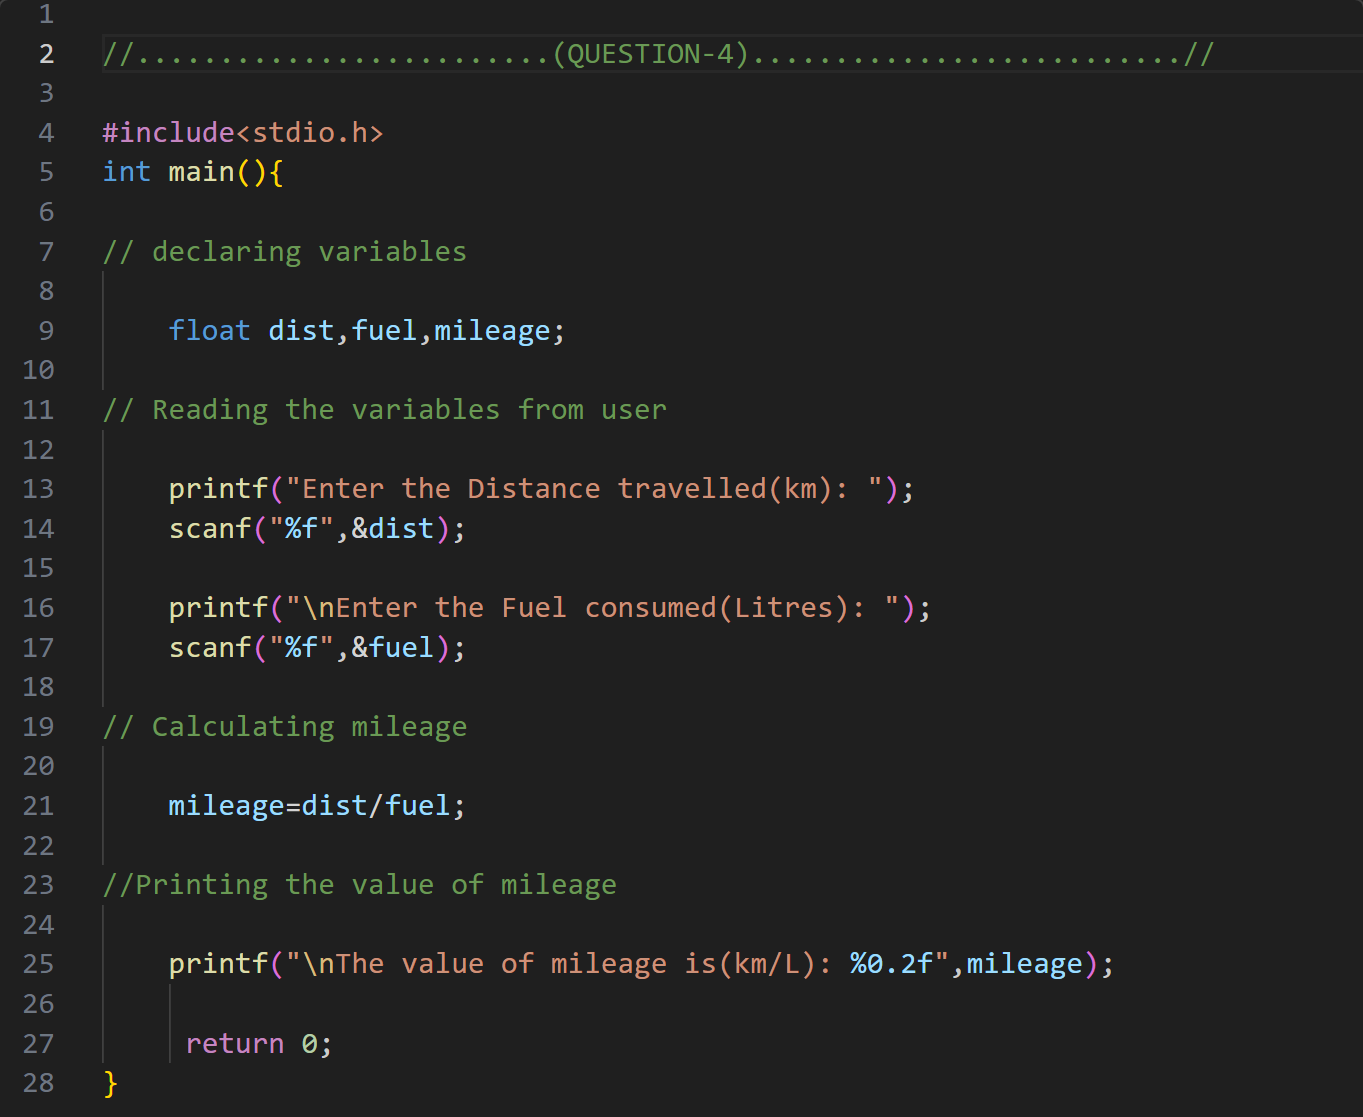 1
2 //.........................(QUESTION-4)..........................//
3
4 #include<stdio.h>
5 int main(){
6
7 // declaring variables
8
9     float dist,fuel,mileage;
10
11 // Reading the variables from user
12
13     printf("Enter the Distance travelled(km): ");
14     scanf("%f",&dist);
15
16     printf("\nEnter the Fuel consumed(Litres): ");
17     scanf("%f",&fuel);
18
19 // Calculating mileage
20
21     mileage=dist/fuel;
22
23 //Printing the value of mileage
24
25     printf("\nThe value of mileage is(km/L): %0.2f",mileage);
26
27      return 0;
28 }